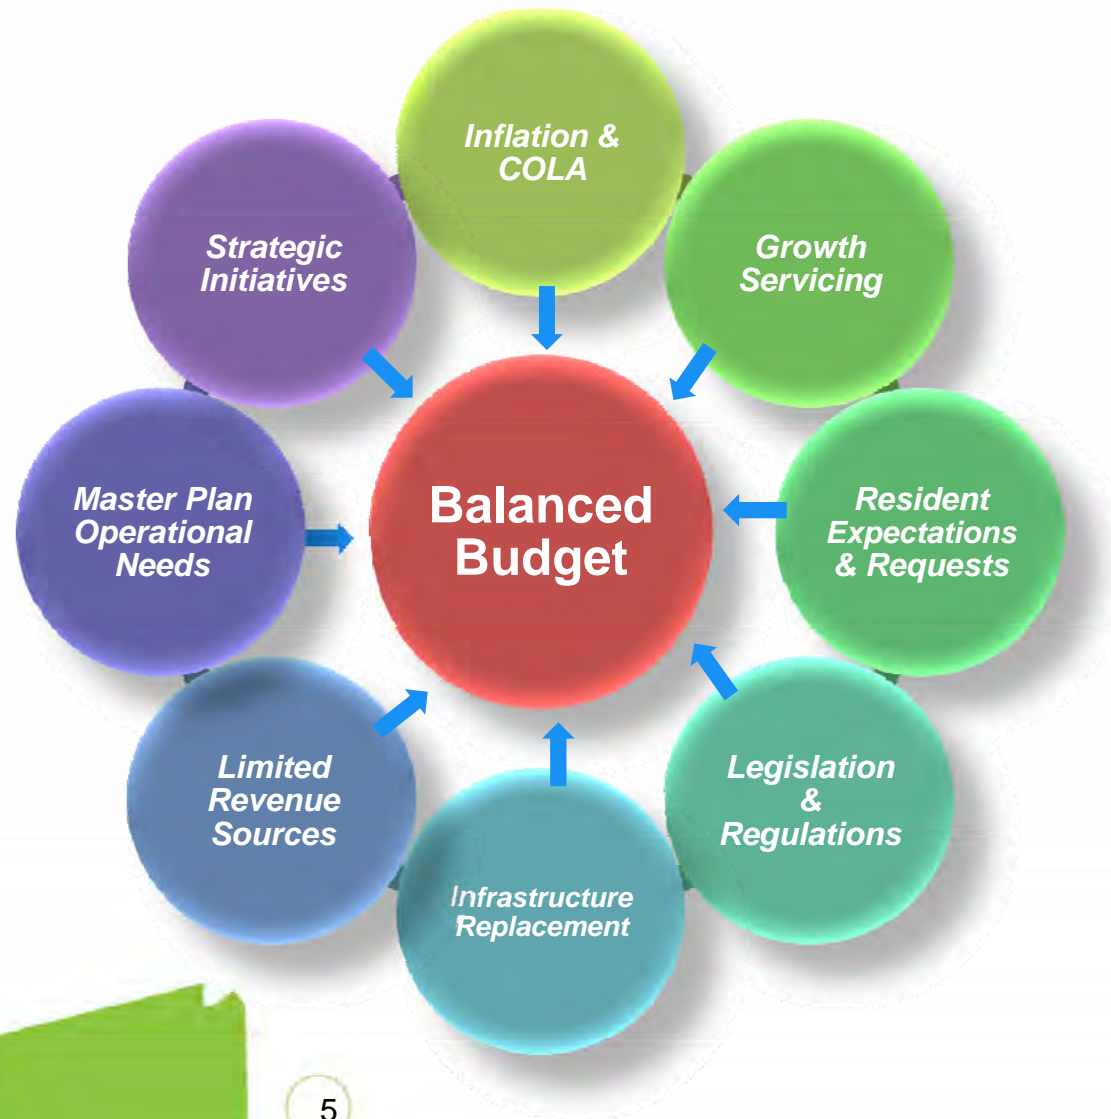 Inflation &
COLA
Growth
Servicing
Resident
Expectations
& Requests
Legislation
&
Regulations
Infrastructure
Replacement
Limited
Revenue
Sources
Master Plan
Operational
Needs
Strategic
Initiatives
Balanced
Budget
5